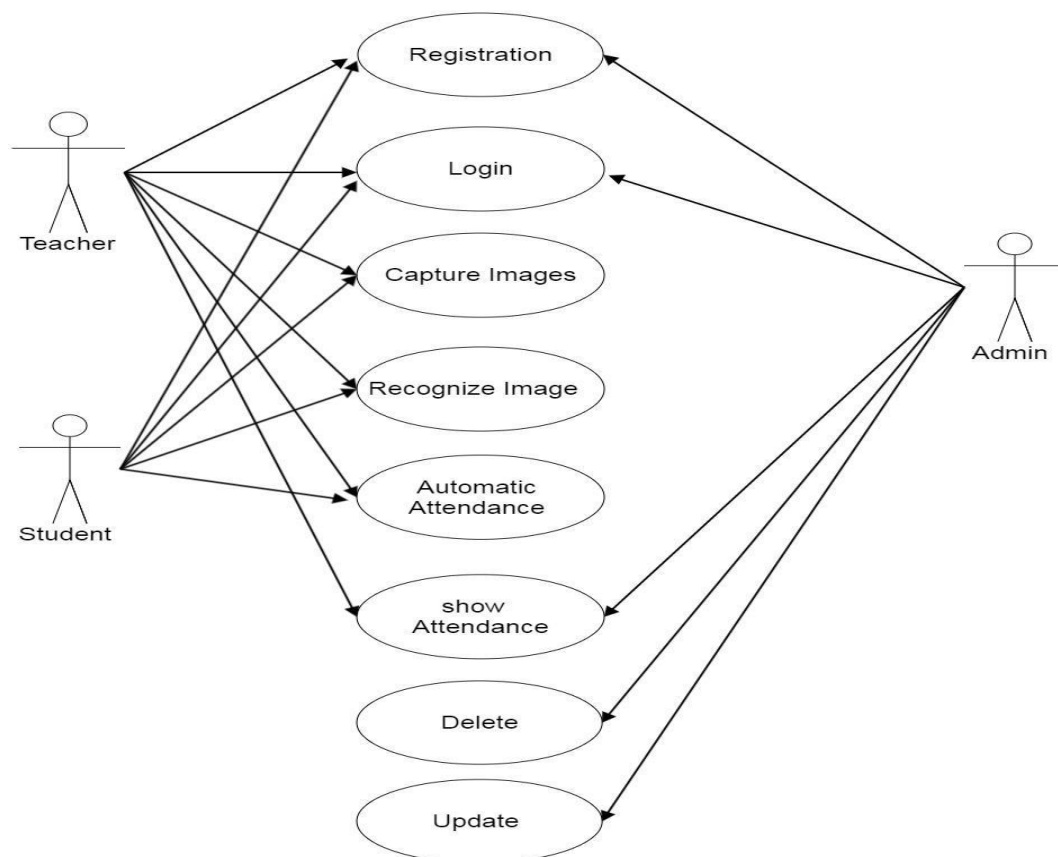 Registration
Login
Teacher
Capture Images
Admin
Recognize Image
Automatic
Attendance
Student
show
Attendance
Delete
Update